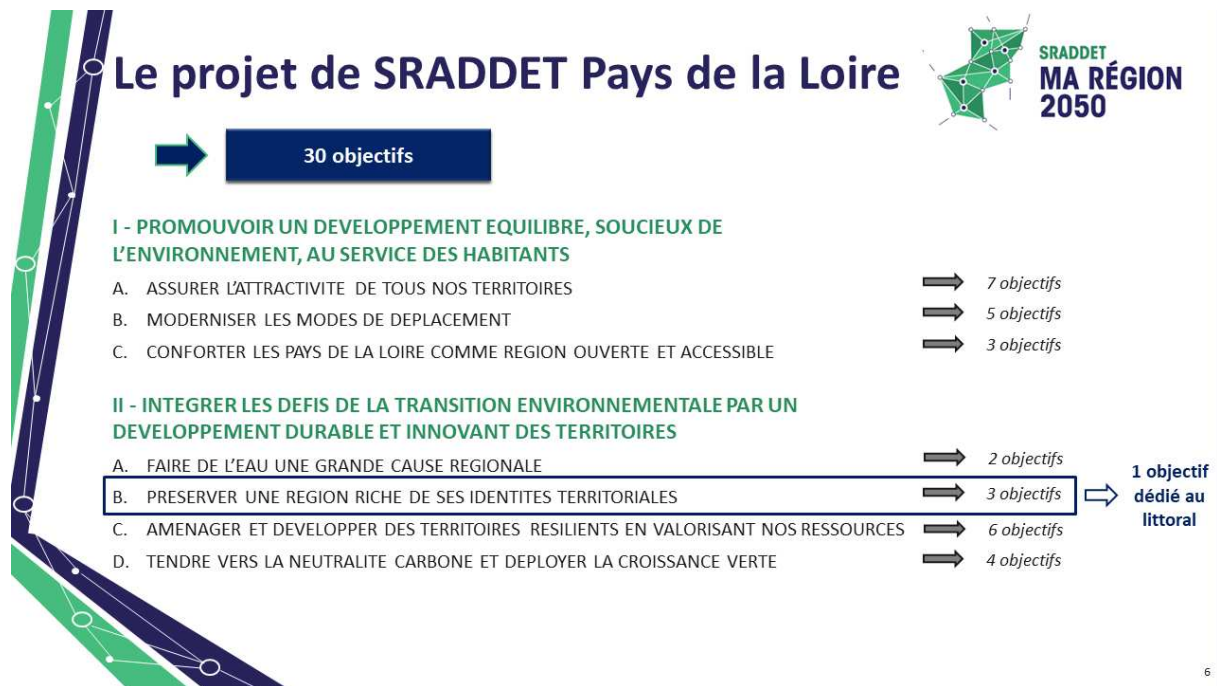 Le projet de SRADDET Pays de la Loire
SRADDET
MA RÉGION
2050
30 objectifs
I - PROMOUVOIR UN DEVELOPPEMENT EQUILIBRE, SOUCIEUX DE
L'ENVIRONNEMENT, AU SERVICE DES HABITANTS
A. ASSURER L'ATTRACTIVITE DE TOUS NOS TERRITOIRES 7 objectifs
B. MODERNISER LES MODES DE DEPLACEMENT 5 objectifs
C. CONFORTER LES PAYS DE LA LOIRE COMME REGION OUVERTE ET ACCESSIBLE 3 objectifs
II - INTEGRER LES DEFIS DE LA TRANSITION ENVIRONNEMENTALE PAR UN
DEVELOPPEMENT DURABLE ET INNOVANT DES TERRITOIRES
A. FAIRE DE L'EAU UNE GRANDE CAUSE REGIONALE 2 objectifs
B. PRESERVER UNE REGION RICHE DE SES IDENTITES TERRITORIALES 3 objectifs
1 objectif
dédié au
littoral
C. AMENAGER ET DEVELOPPER DES TERRITOIRES RESILIENTS EN VALORISANT NOS RESSOURCES 6 objectifs
D. TENDRE VERS LA NEUTRALITE CARBONE ET DEPLOYER LA CROISSANCE VERTE 4 objectifs
6